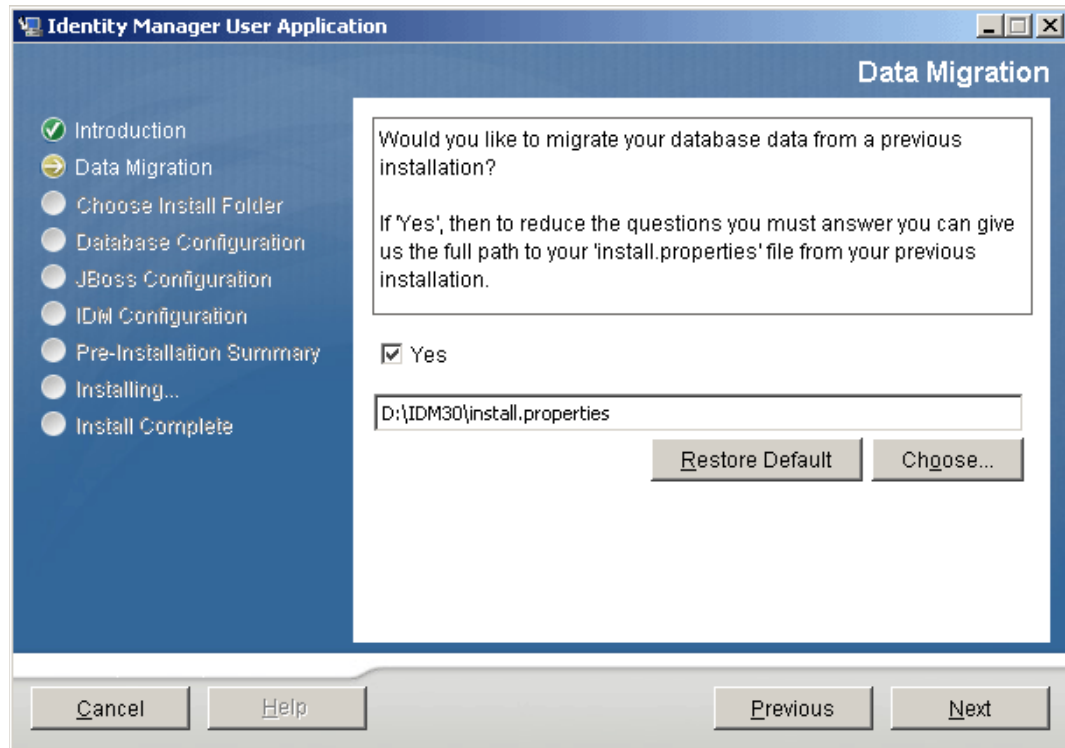 Identity Manager User Application
Data Migration
Introduction
Data Migration
Choose Install Folder
Database Configuration
JBoss Configuration
IDM Configuration
Pre-Installation Summary
Installing...
Install Complete
Would you like to migrate your database data from a previous
installation?
If 'Yes', then to reduce the questions you must answer you can give
us the full path to your 'install.properties' file from your previous
installation.
Yes
D:\IDM30\install.properties
Restore Default
Choose...
Cancel
Help
Previous
Next